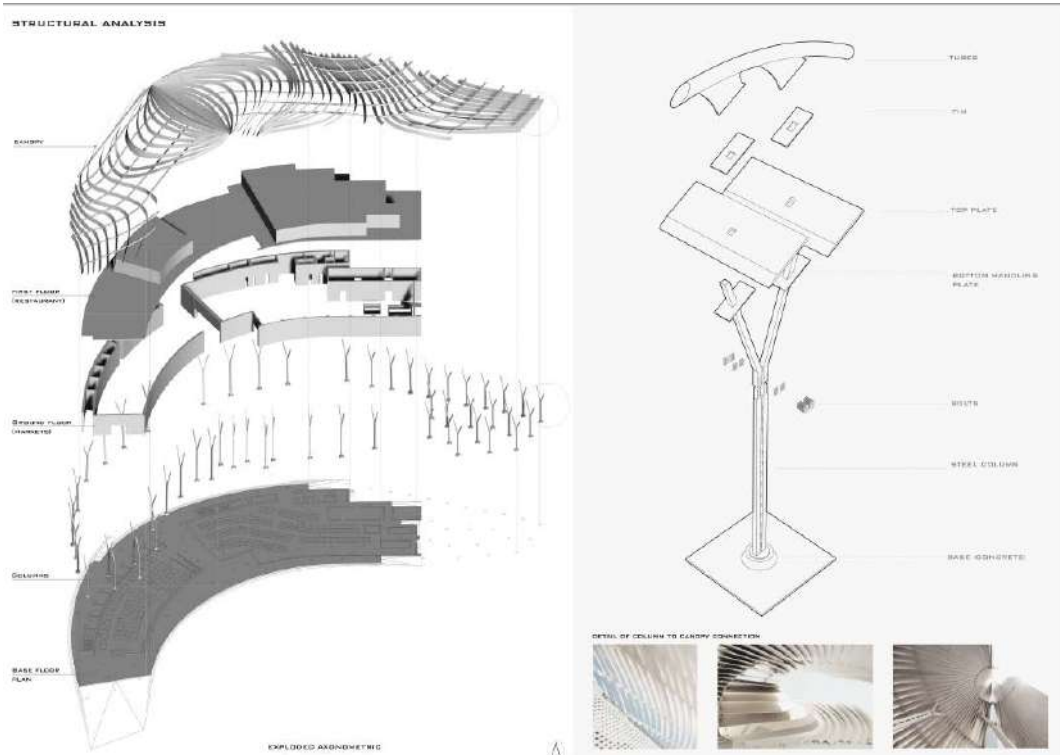 STRUCTURAL ANALYSIS
CANOPY
FIRST FLOOR
(RESTAURANT)
GROUND FLOOR
(MARKETS)
COLUMNS
BASE FLOOR
PLAN
EXPLODED AXONOMETRIC
TUBES
FIN
TOP PLATE
BOTTOM HANDLING
PLATE
BOLTS
STEEL COLUMN
BASE (CONCRETE)
DETAIL OF COLUMN TO CANOPY CONNECTION